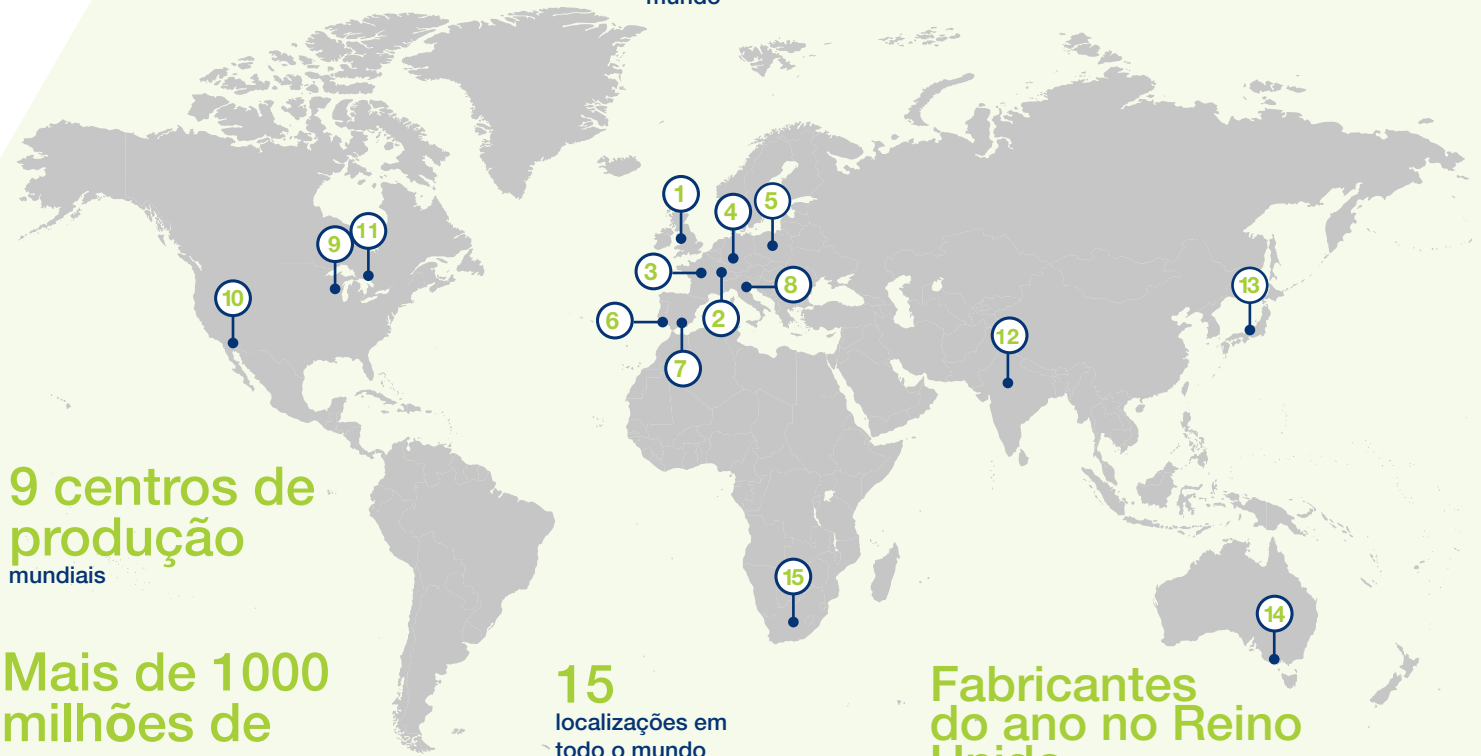 mundo
1
5
4
11
9
3
8
13
10
6
2
12
7
9 centros de
produção
mundiais
15
14
Mais de 1000
milhões de
15
localizações em
todo o mundo
Fabricantes
do ano no Reino
Unido